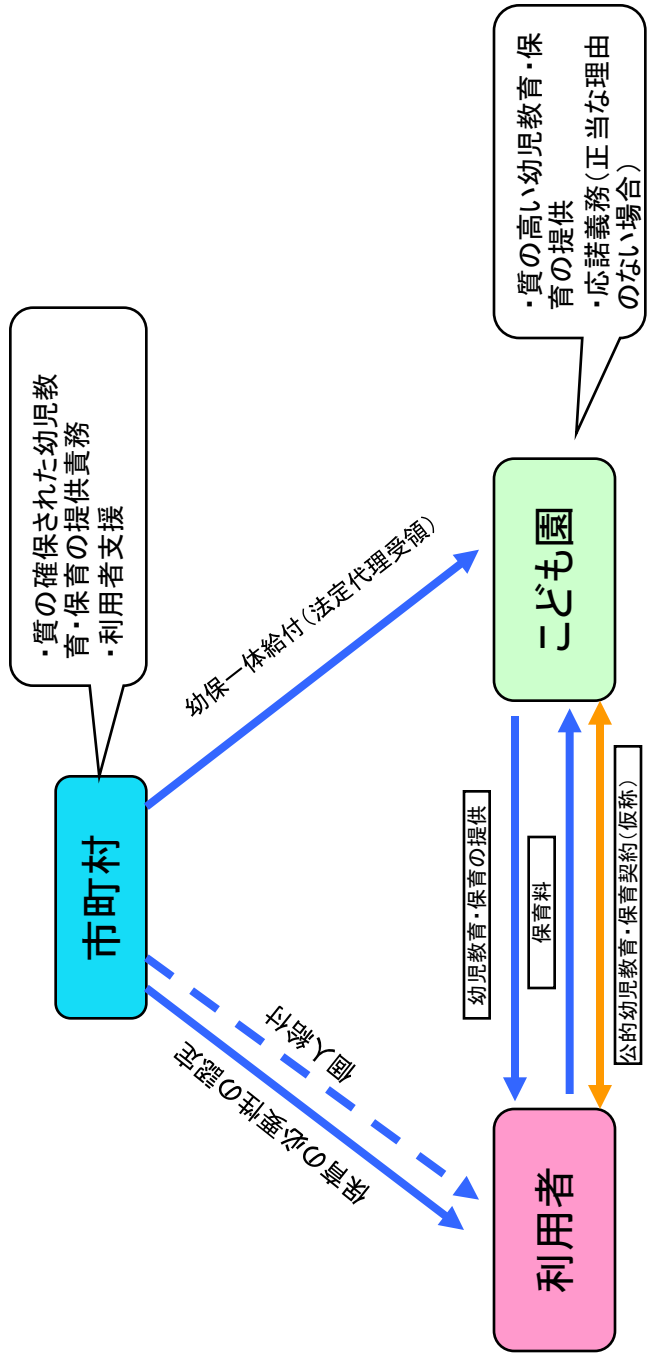 ・質の確保された幼児教
育・保育の提供責務
・利用者支援
市町村
幼保一体給付(法定代理受領)
個人給付
保育の必要性の認定
・質の高い幼児教育・保
育の提供
・応諾義務(正当な理由
のない場合)
こども園
幼児教育・保育の提供
保育料
公的幼児教育・保育契約(仮称)
利用者